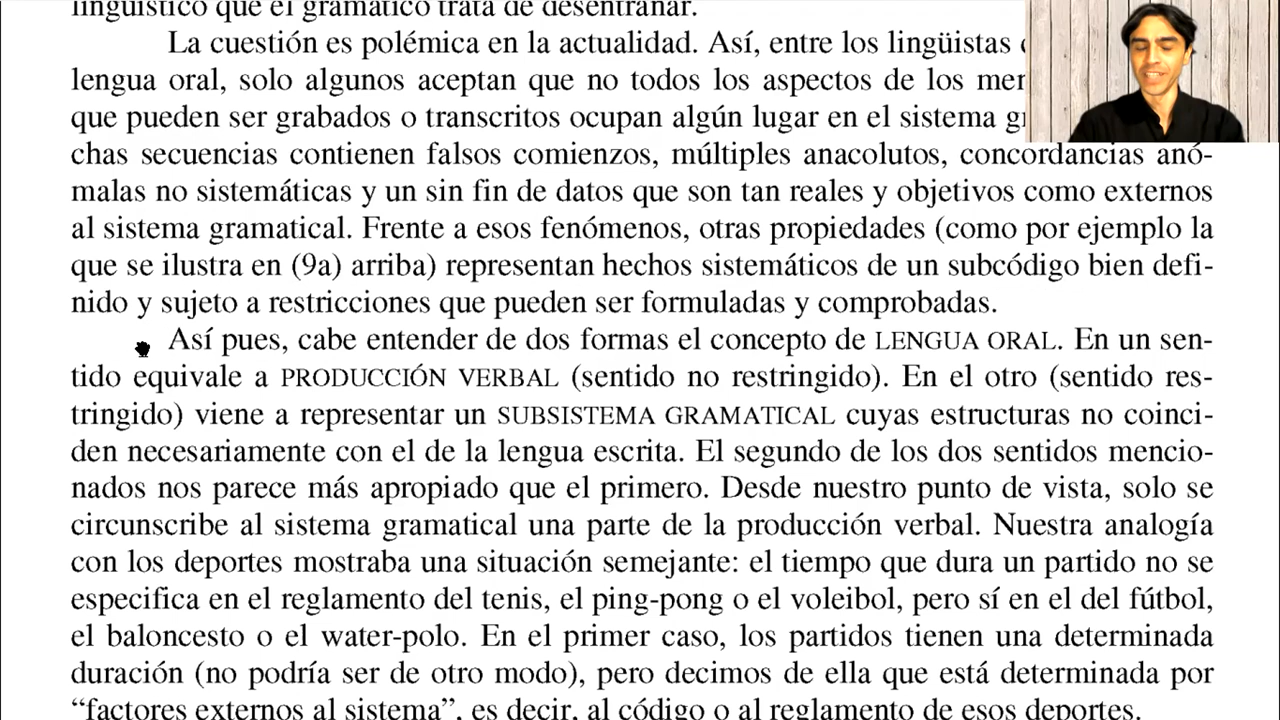 lingüístico que el gramático trata de desentrañar.
La cuestión es polémica en la actualidad. Así, entre los lingüistas
lengua oral, solo algunos aceptan que no todos los aspectos de los
que pueden ser grabados o transcritos ocupan algún lugar en el sistema
chas secuencias contienen falsos comienzos, múltiples anacolutos, concordancias anó-
malas no sistemáticas y un sin fin de datos que son tan reales y objetivos como externos
al sistema gramatical. Frente a esos fenómenos, otras propiedades (como por ejemplo la
que se ilustra en (9a) arriba) representan hechos sistemáticos de un subcódigo bien defi-
nido y sujeto a restricciones que pueden ser formuladas y comprobadas.
Así pues, cabe entender de dos formas el concepto de LENGUA ORAL. En un sen-
tido equivale a PRODUCCIÓN VERBAL (sentido no restringido). En el otro (sentido res-
tringido) viene a representar un SUBSISTEMA GRAMATICAL cuyas estructuras no coinci-
den necesariamente con el de la lengua escrita. El segundo de los dos sentidos mencio-
nados nos parece más apropiado que el primero. Desde nuestro punto de vista, solo se
circunscribe al sistema gramatical una parte de la producción verbal. Nuestra analogía
con los deportes mostraba una situación semejante: el tiempo que dura un partido no se
especifica en el reglamento del tenis, el ping-pong o el voleibol, pero sí en el del fútbol,
el baloncesto o el water-polo. En el primer caso, los partidos tienen una determinada
duración (no podría ser de otro modo), pero decimos de ella que está determinada por
“factores externos al sistema”, es decir, al código o al reglamento de esos deportes.